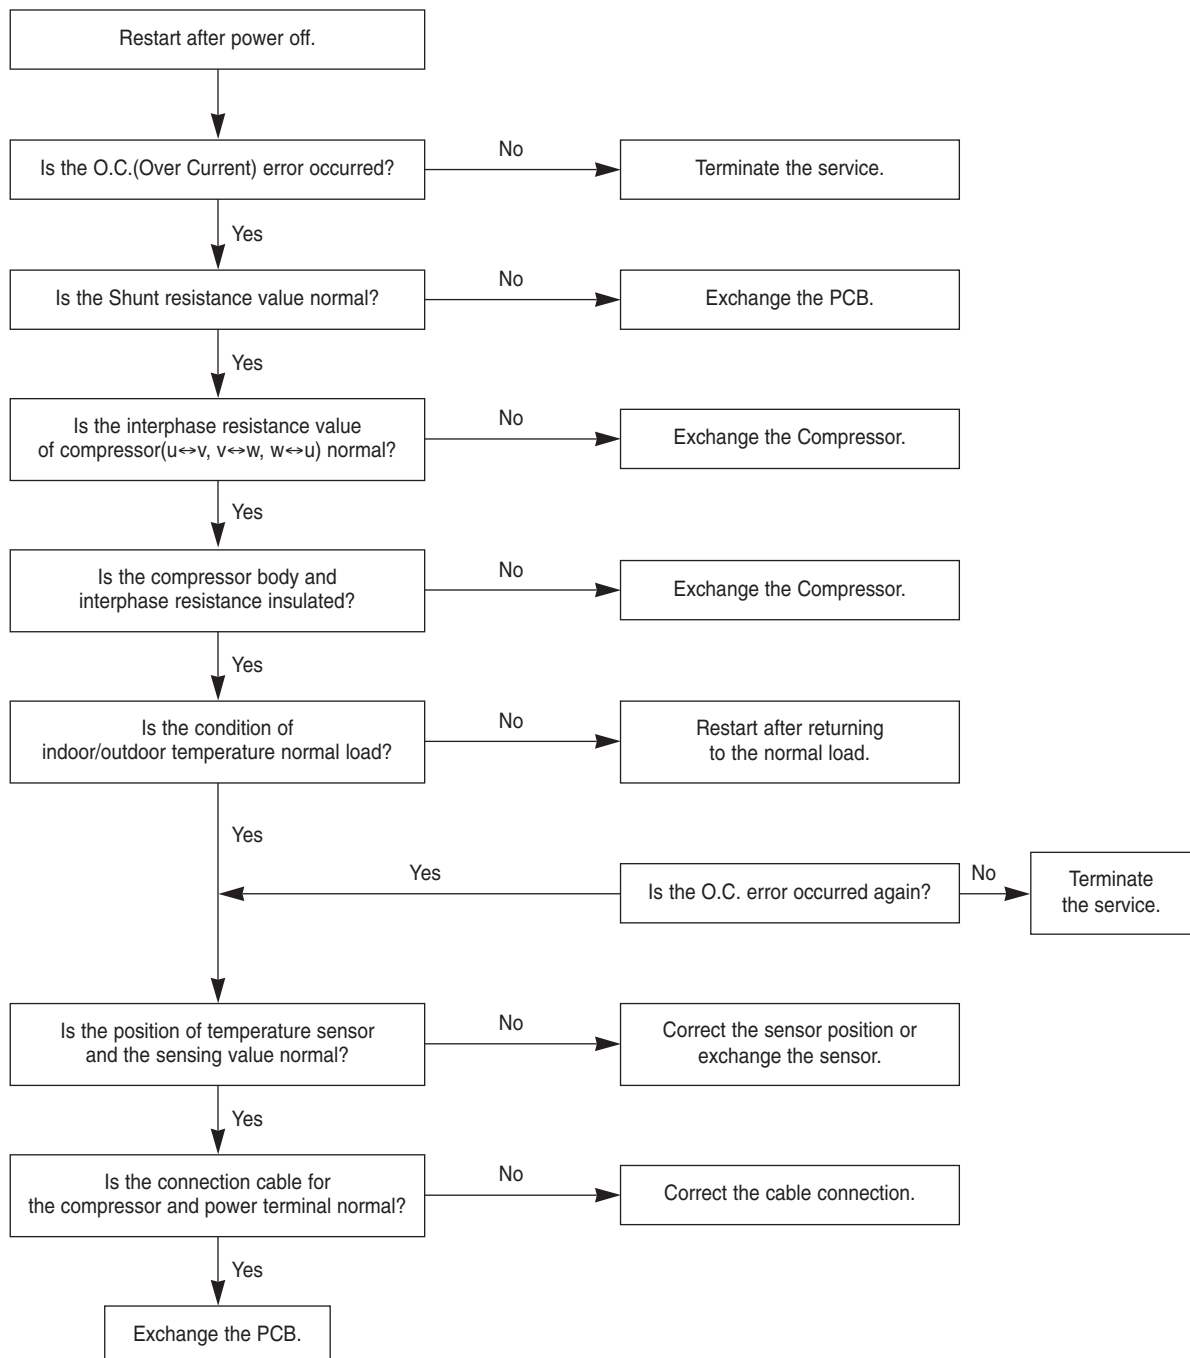 Restart after power off.
Is the O.C.(Over Current) error occurred?
No
Terminate the service.
Yes
Is the Shunt resistance value normal?
No
Exchange the PCB.
Yes
Is the interphase resistance value
of compressor(u↔v, v↔w, w↔u) normal?
No
Exchange the Compressor.
Yes
Is the compressor body and
interphase resistance insulated?
No
Exchange the Compressor.
Yes
Is the condition of
indoor/outdoor temperature normal load?
No
Restart after returning
to the normal load.
Yes
Yes
Is the O.C. error occurred again?
No
Terminate
the service.
Is the position of temperature sensor
and the sensing value normal?
No
Correct the sensor position or
exchange the sensor.
Yes
Is the connection cable for
the compressor and power terminal normal?
No
Correct the cable connection.
Yes
Exchange the PCB.